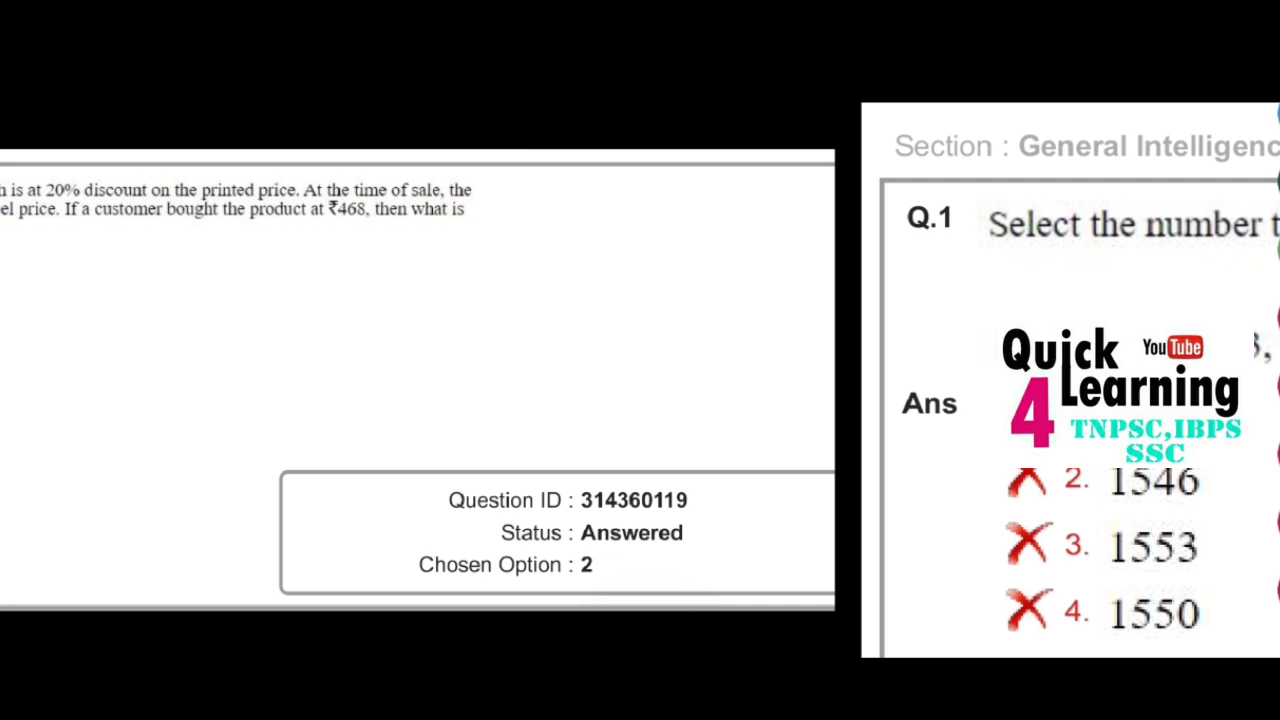 h is at 20% discount on the printed price. At the time of sale, the
el price. If a customer bought the product at ₹468, then what is
Question ID : 314360119
Status : Answered
Chosen Option : 2
Section : General Intelligenc
Q.1 Select the number t
Quick
YouTube
4 Learning
TNPSC,IBPS
SSC
Ans
2. 1546
3. 1553
4. 1550